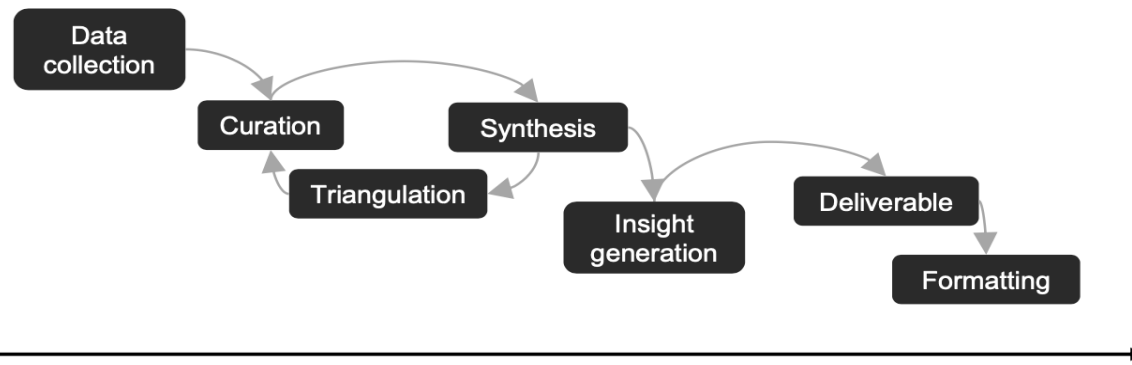 Data
collection
Curation
Synthesis
Triangulation
Insight
generation
Deliverable
Formatting